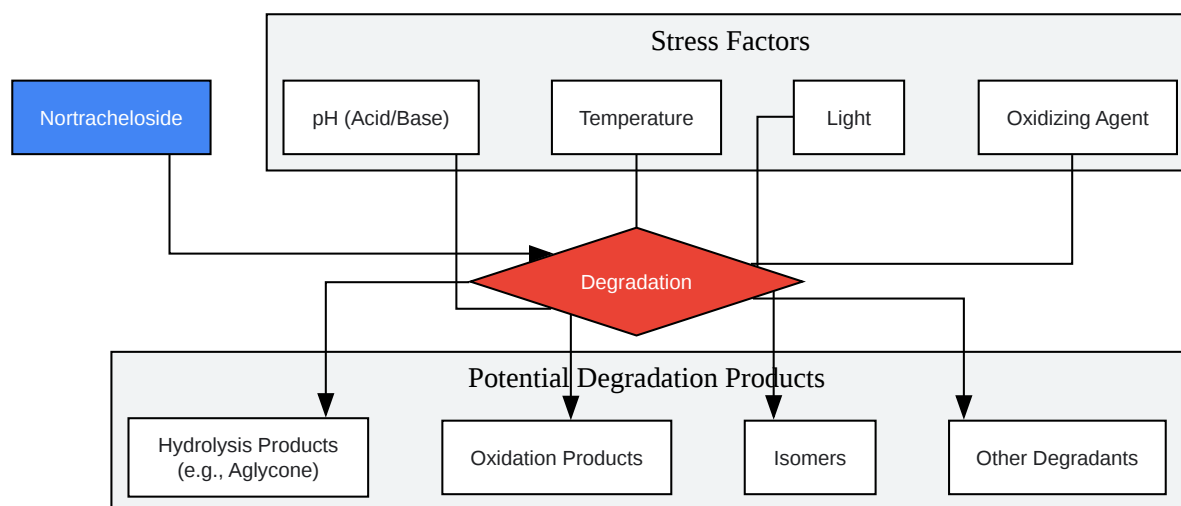 Stress Factors
Nortracheloside
pH (Acid/Base)
Temperature
Light
Oxidizing Agent
Degradation
Potential Degradation Products
Hydrolysis Products
(e.g., Aglycone)
Oxidation Products
Isomers
Other Degradants